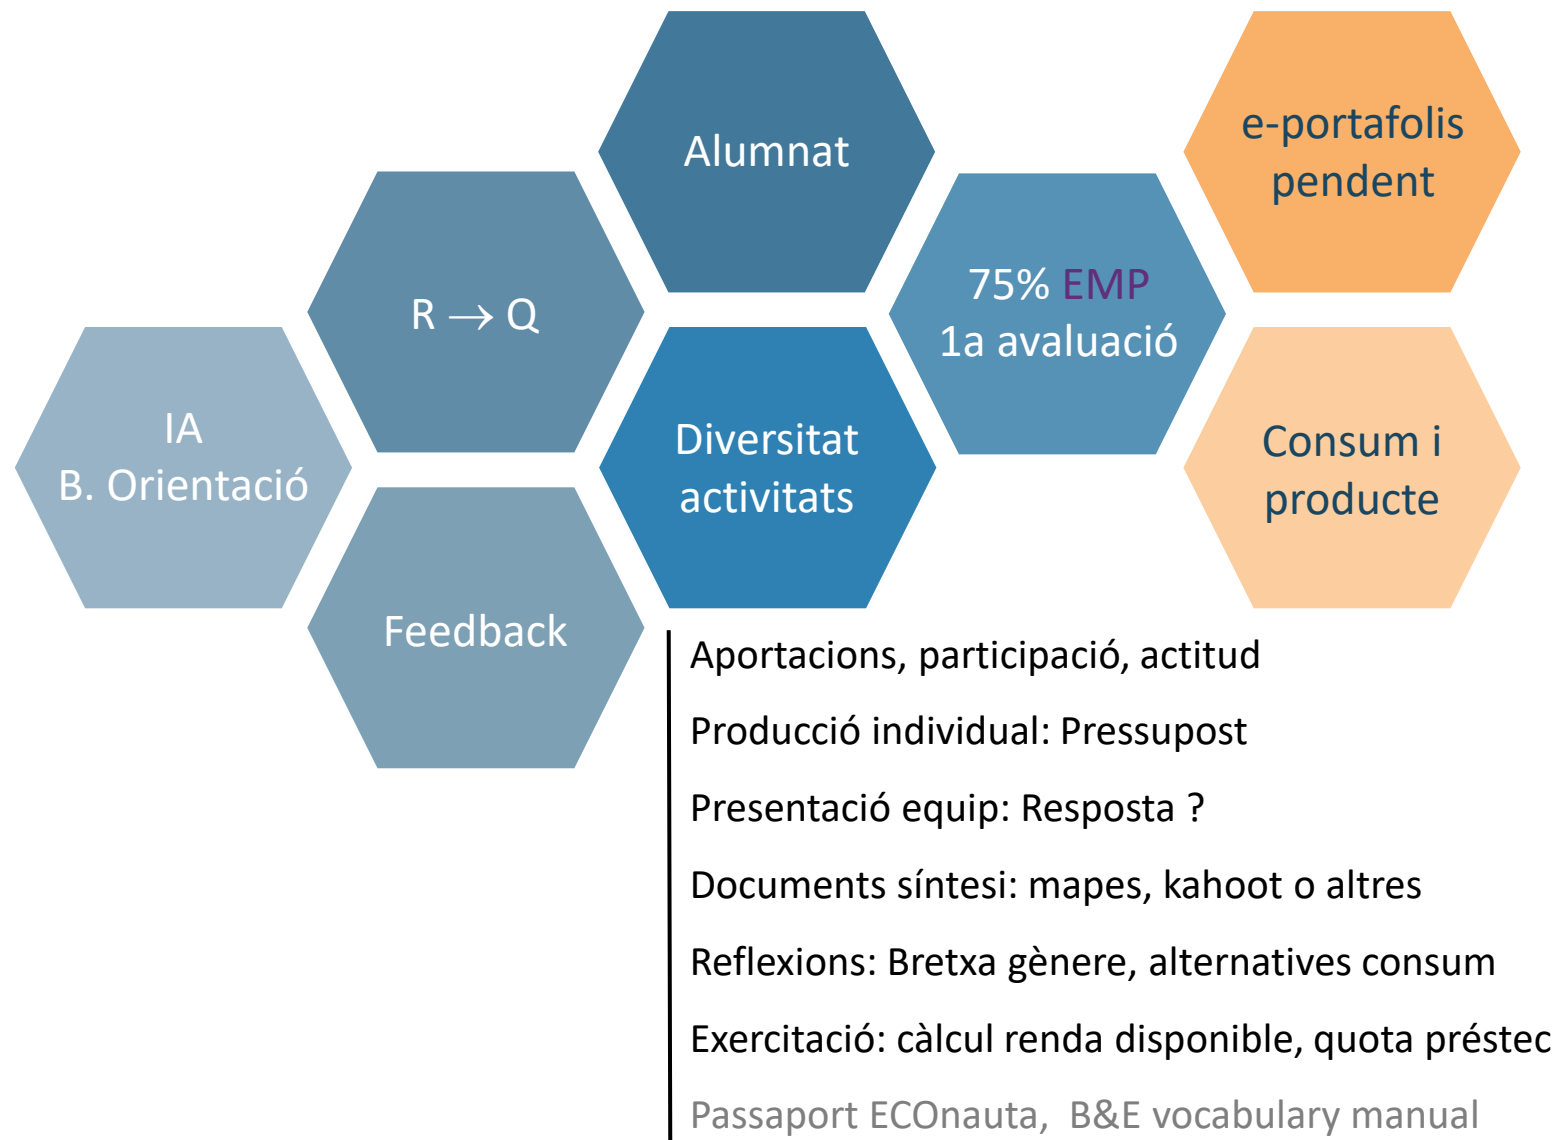 Alumnat
e-portafolis
pendent
R → Q
75% EMP
1a avaluació
IA
B. Orientació
Diversitat
activitats
Consum i
producte
Feedback
Aportacions, participació, actitud
Producció individual: Pressupost
Presentació equip: Resposta ?
Documents síntesi: mapes, kahoot o altres
Reflexions: Bretxa gènere, alternatives consum
Exercitació: càlcul renda disponible, quota préstec
Passaport ECOnauta, B&E vocabulary manual